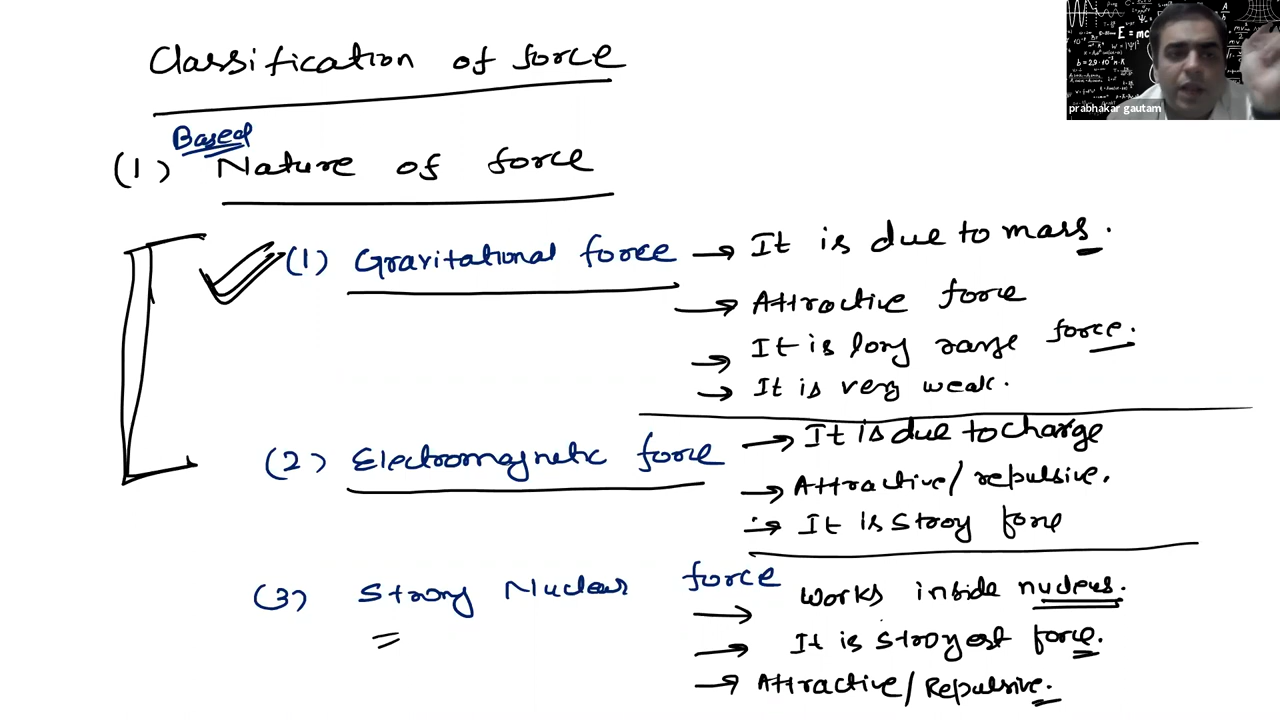 Classification of force
Based
(1) Nature of force
(1) Gravitational force → It is due to mass.
→ Attractive force
→ It is long range force.
→ It is very weak.
(2) Electromagnetic force → It is due to charge
→ Attractive/repulsive.
→ It is strong force
(3) Strong Nuclear force
→ Works inside nucleus.
→ It is strongest force.
→ Attractive/Repulsive.
prabhakar gautam